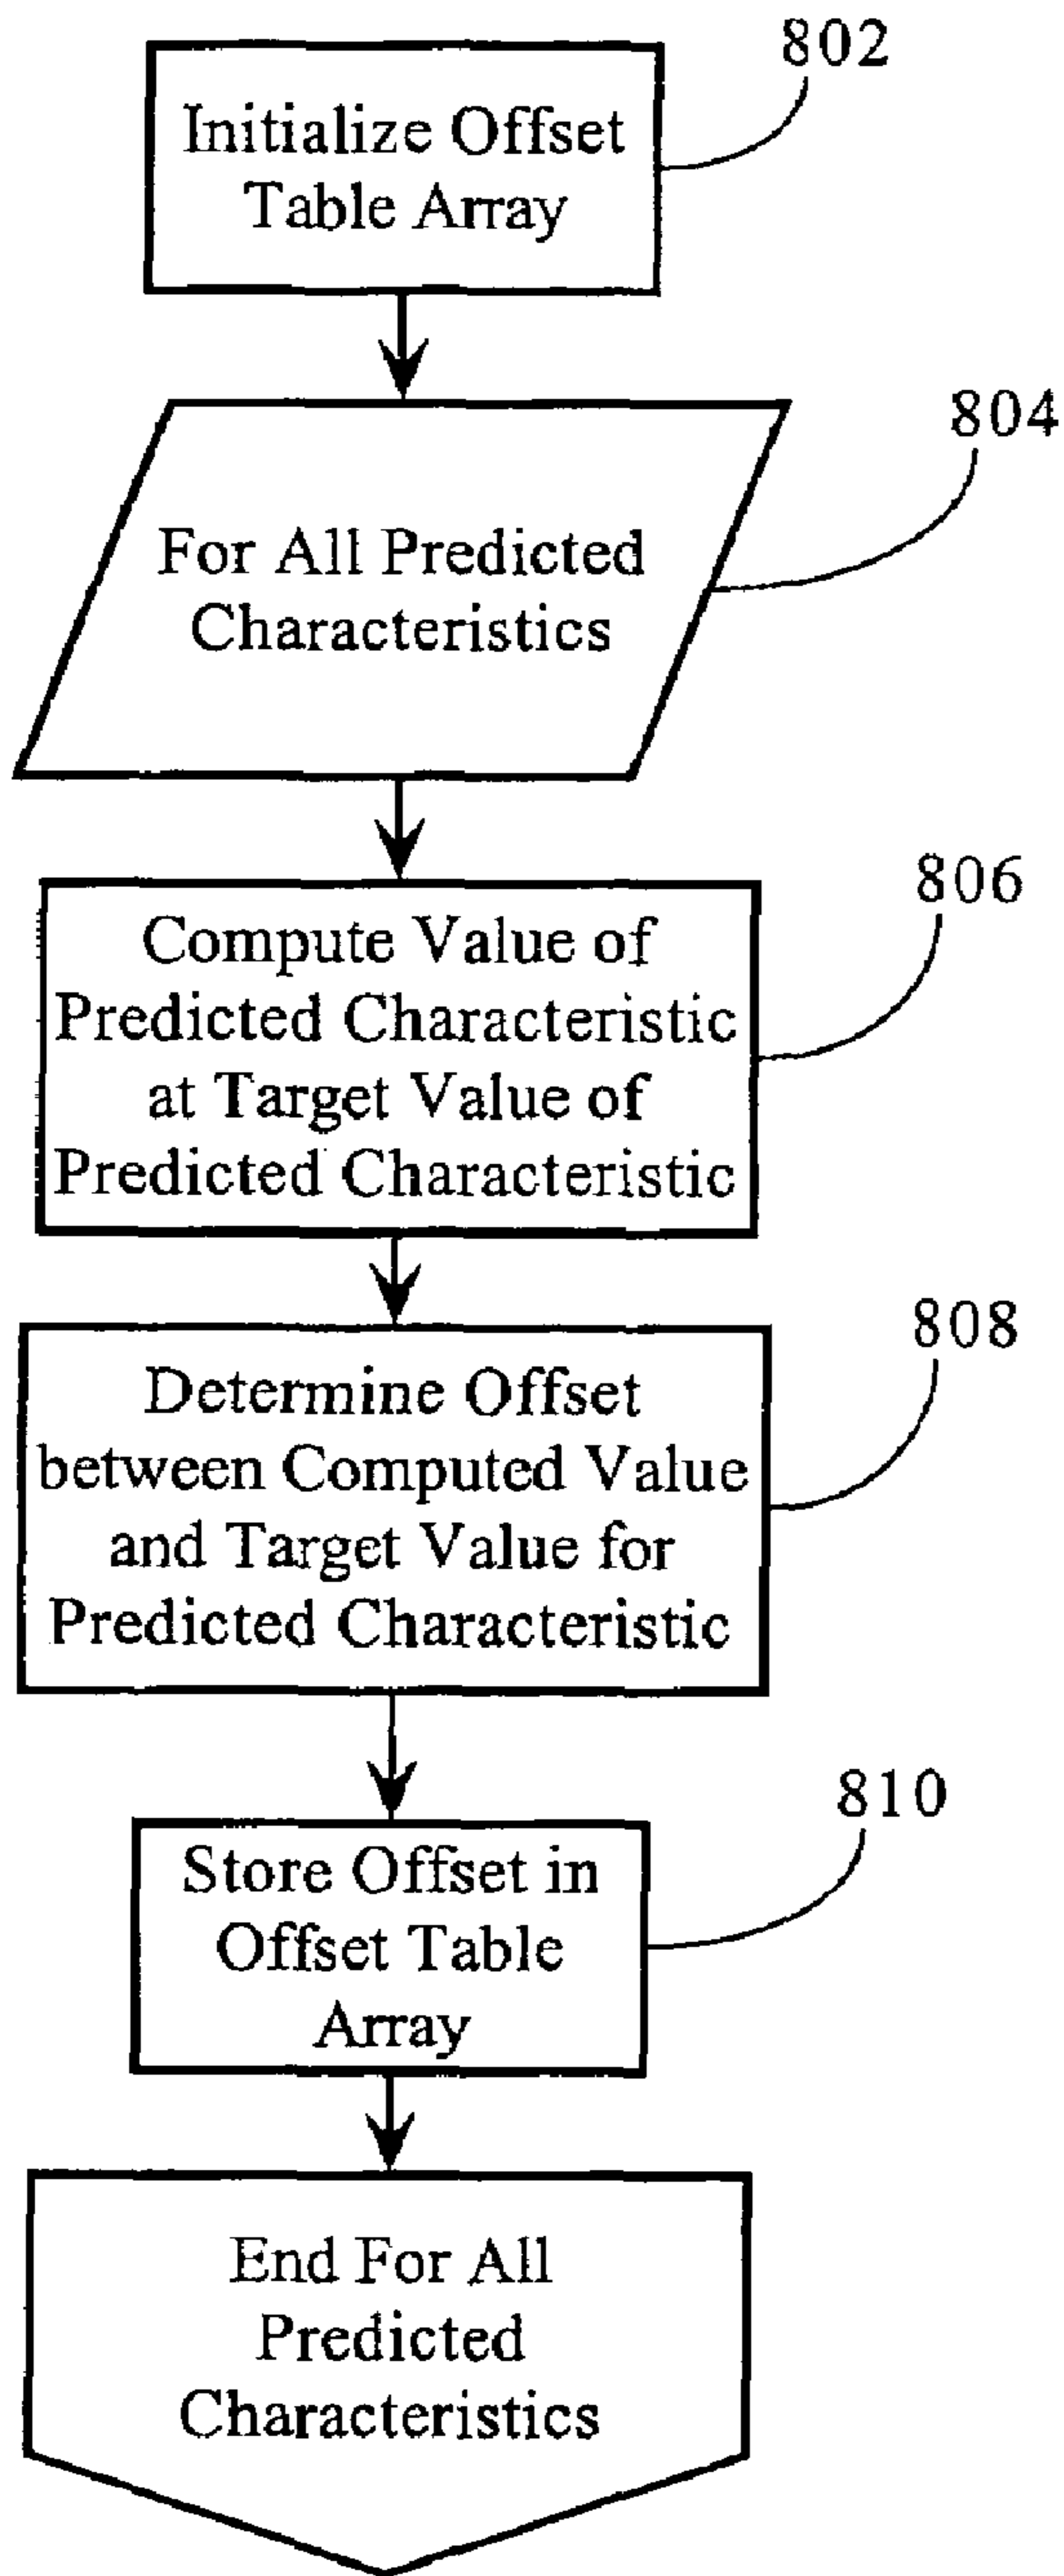 802
Initialize Offset
Table Array
804
For All Predicted
Characteristics
806
Compute Value of
Predicted Characteristic
at Target Value of
Predicted Characteristic
808
Determine Offset
between Computed Value
and Target Value for
Predicted Characteristic
810
Store Offset in
Offset Table
Array
End For All
Predicted
Characteristics